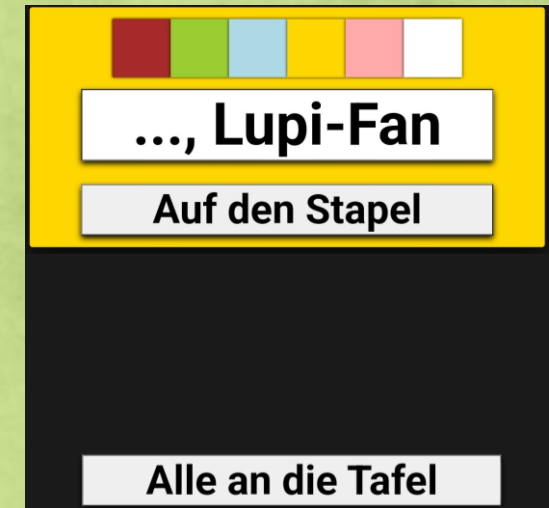 ..., Lupi-Fan
Auf den Stapel
Alle an die Tafel